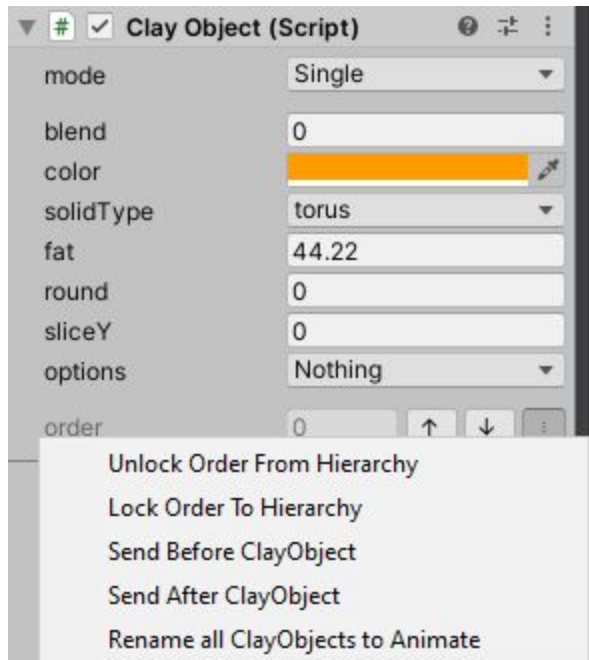 Clay Object (Script)
mode Single
blend 0
color
solidType torus
fat 44.22
round 0
sliceY 0
options Nothing
order 0
Unlock Order From Hierarchy
Lock Order To Hierarchy
Send Before ClayObject
Send After ClayObject
Rename all ClayObjects to Animate